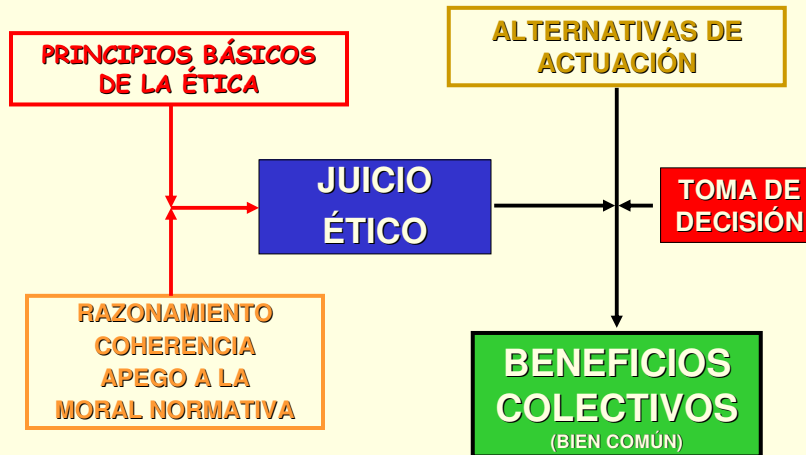 PRINCIPIOS BÁSICOS
DE LA ÉTICA
ALTERNATIVAS DE
ACTUACIÓN
JUICIO
ÉTICO
TOMA DE
DECISIÓN
RAZONAMIENTO
COHERENCIA
APEGO A LA
MORAL NORMATIVA
BENEFICIOS
COLECTIVOS
(BIEN COMÚN)